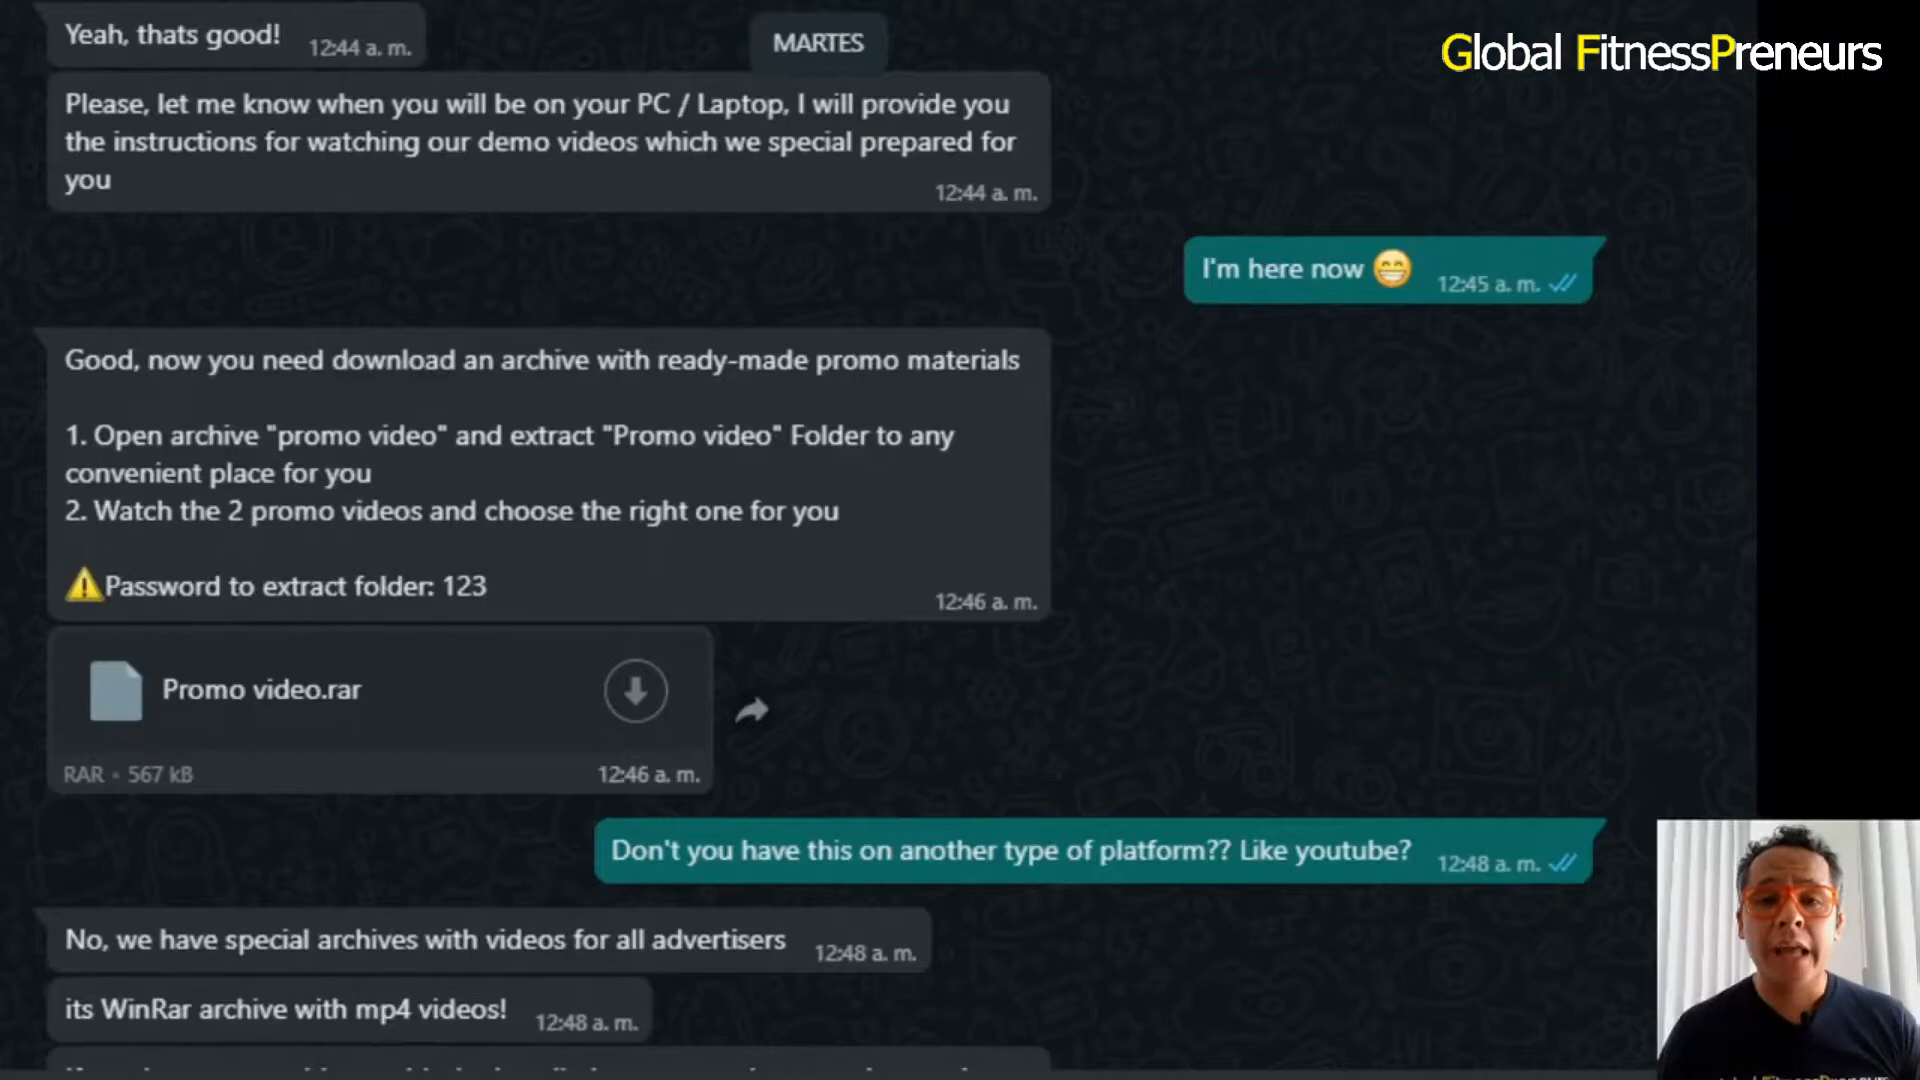 Global FitnessPreneurs
Yeah, thats good! 12:44 a. m.
MARTES
Please, let me know when you will be on your PC / Laptop, I will provide you
the instructions for watching our demo videos which we special prepared for
you
12:44 a. m.
I'm here now 😁 12:45 a. m.
Good, now you need download an archive with ready-made promo materials
1. Open archive "promo video" and extract "Promo video" Folder to any
convenient place for you
2. Watch the 2 promo videos and choose the right one for you
⚠️Password to extract folder: 123
12:46 a. m.
Promo video.rar
RAR • 567 kB 12:46 a. m.
Don't you have this on another type of platform?? Like youtube? 12:48 a. m.
No, we have special archives with videos for all advertisers 12:48 a. m.
its WinRar archive with mp4 videos! 12:48 a. m.